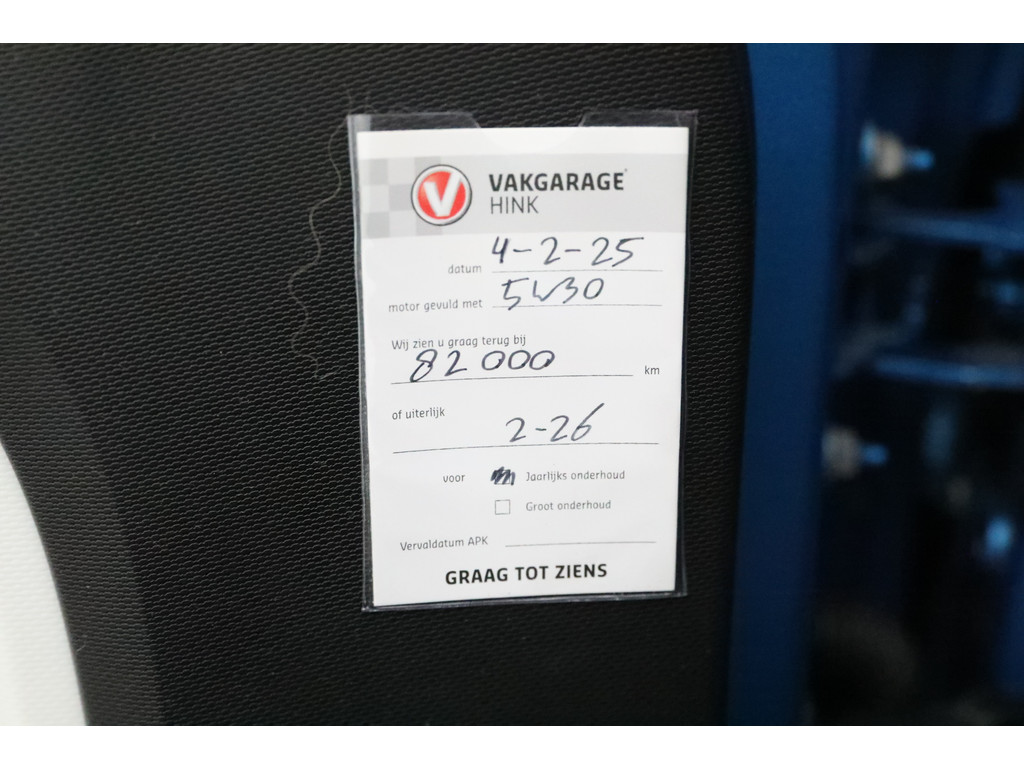 V VAKGARAGE
HINK
datum 4-2-25
motor gevuld met 5W30
Wij zien u graag terug bij
82 000 km
of uiterlijk
2-26
voor Jaarlijks onderhoud
Groot onderhoud
Vervaldatum APK
GRAAG TOT ZIENS